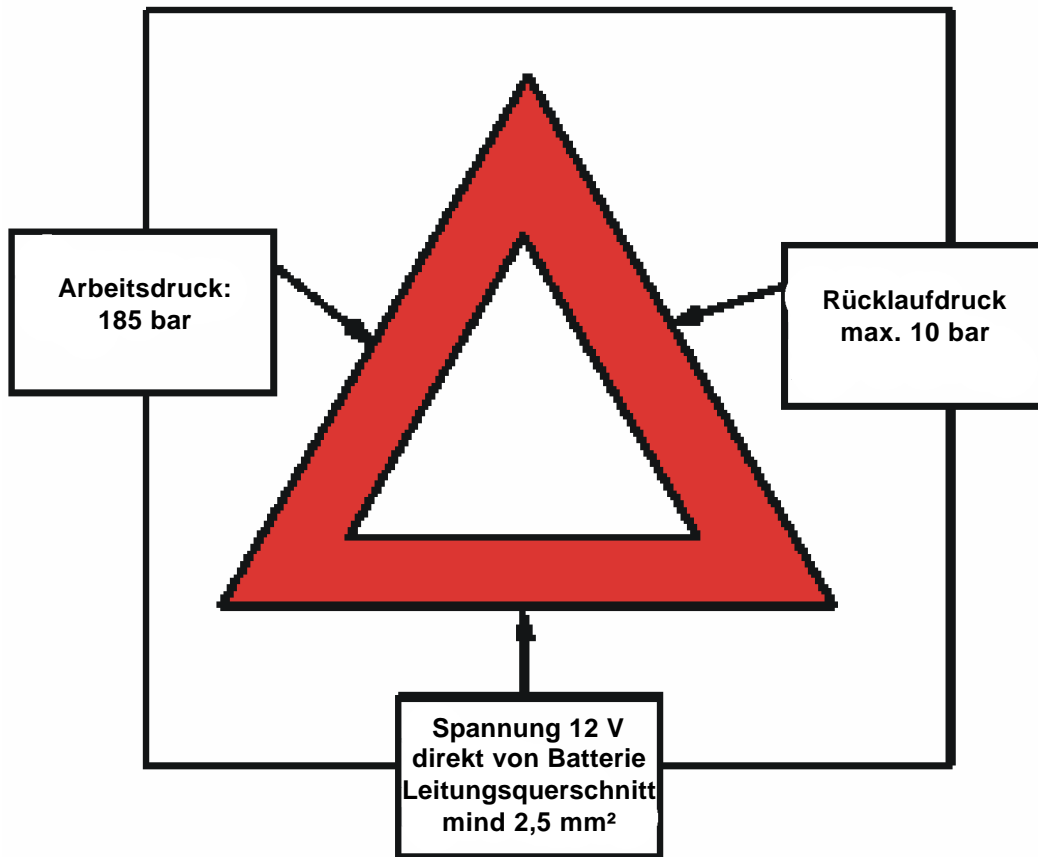 Arbeitsdruck:
185 bar
Rücklaufdruck
max. 10 bar
Spannung 12 V
direkt von Batterie
Leitungsquerschnitt
mind 2,5 mm²